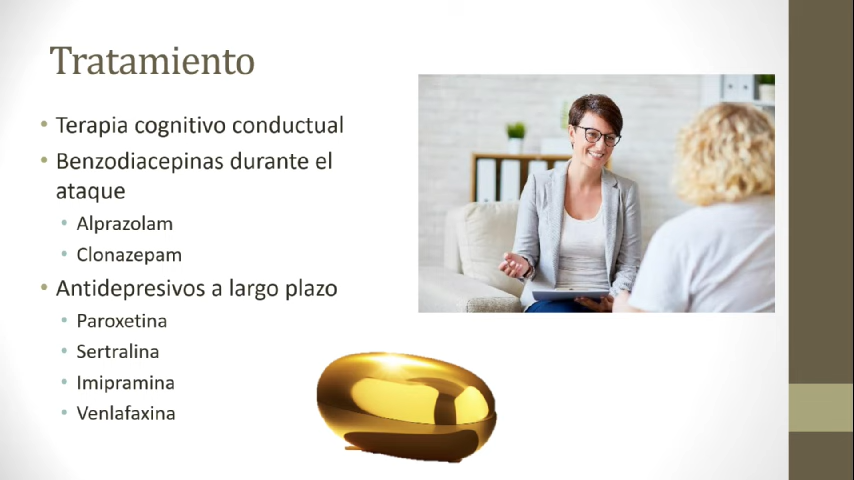 Tratamiento
• Terapia cognitivo conductual
• Benzodiacepinas durante el
ataque
• Alprazolam
• Clonazepam
• Antidepresivos a largo plazo
• Paroxetina
• Sertralina
• Imipramina
• Venlafaxina